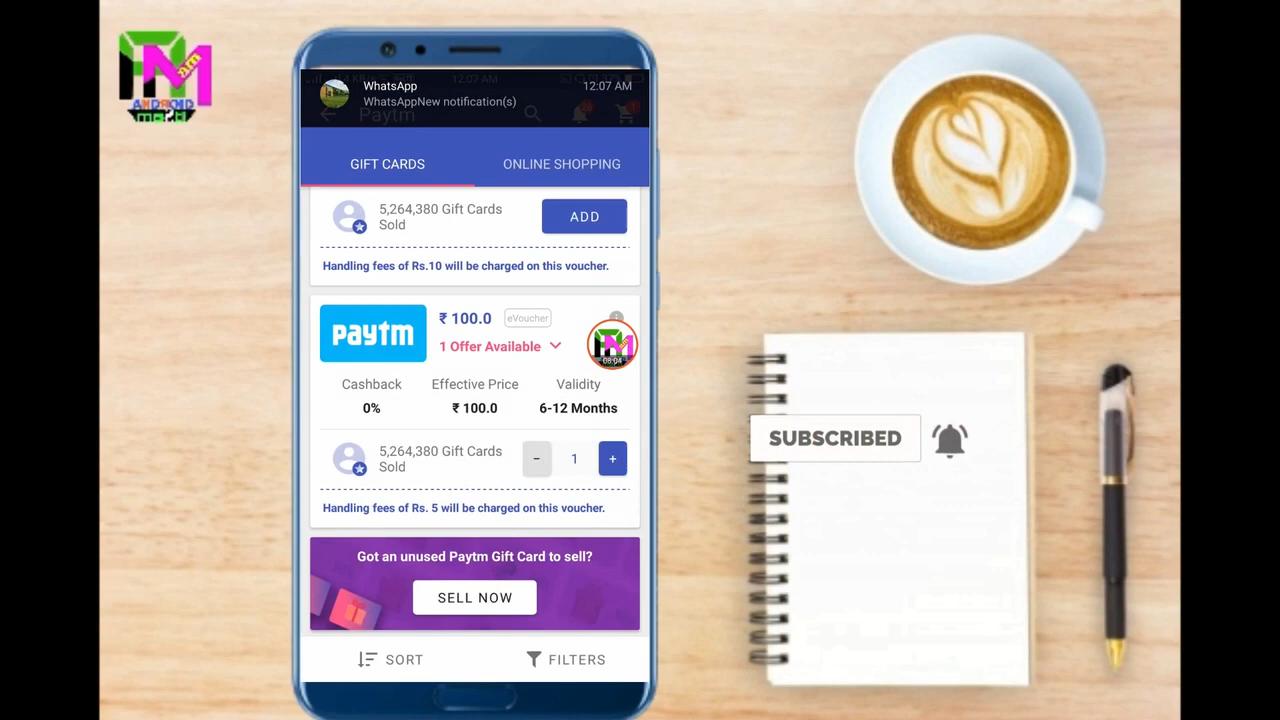 WhatsApp
12:07 AM
WhatsAppNew notification(s)
Paytm
GIFT CARDS
ONLINE SHOPPING
5,264,380 Gift Cards
Sold
ADD
Handling fees of Rs.10 will be charged on this voucher.
paytm
₹ 100.0
eVoucher
1 Offer Available
08:04
Cashback
Effective Price
Validity
0%
₹ 100.0
6-12 Months
5,264,380 Gift Cards
Sold
−
1
+
Handling fees of Rs. 5 will be charged on this voucher.
Got an unused Paytm Gift Card to sell?
SELL NOW
SORT
FILTERS
SUBSCRIBED